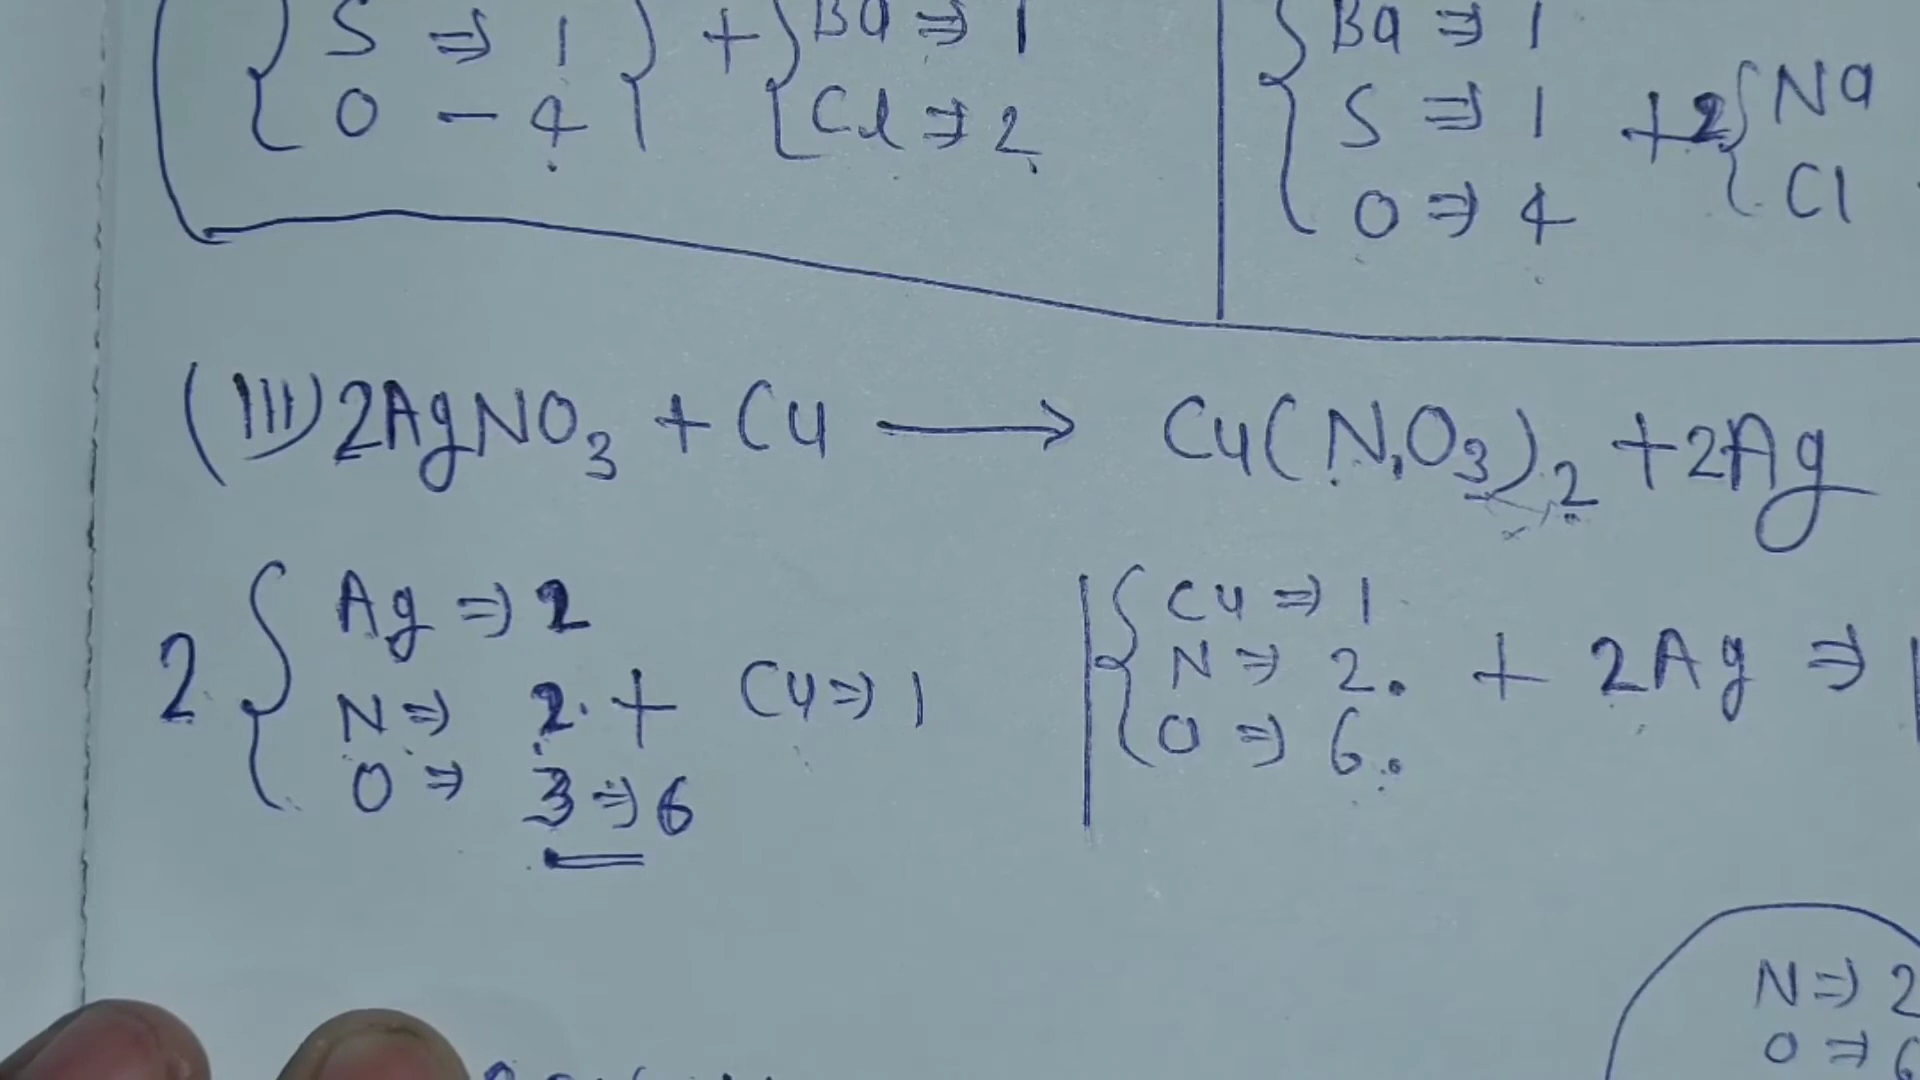 S ⇒ 1 + Ba ⇒ 1
O - 4 Cl ⇒ 2
Ba ⇒ 1
S ⇒ 1 + 2 Na
O ⇒ 4 Cl
(III) 2AgNO3 + Cu ⟶ Cu(NO3)2 + 2Ag
2 { Ag ⇒ 2
N ⇒ 2 + Cu ⇒ 1
O ⇒ 3 ⇒ 6
{ Cu ⇒ 1
N ⇒ 2 + 2Ag ⇒
O ⇒ 6
N ⇒ 2
O ⇒ 6